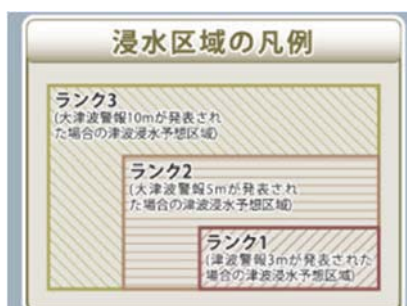 浸水区域の凡例
ランク3
(大津波警報10mが発表され
た場合の津波浸水予想区域)
ランク2
(大津波警報5mが発表され
た場合の津波浸水予想区域)
ランク1
(津波警報3mが発表された
場合の津波浸水予想区域)